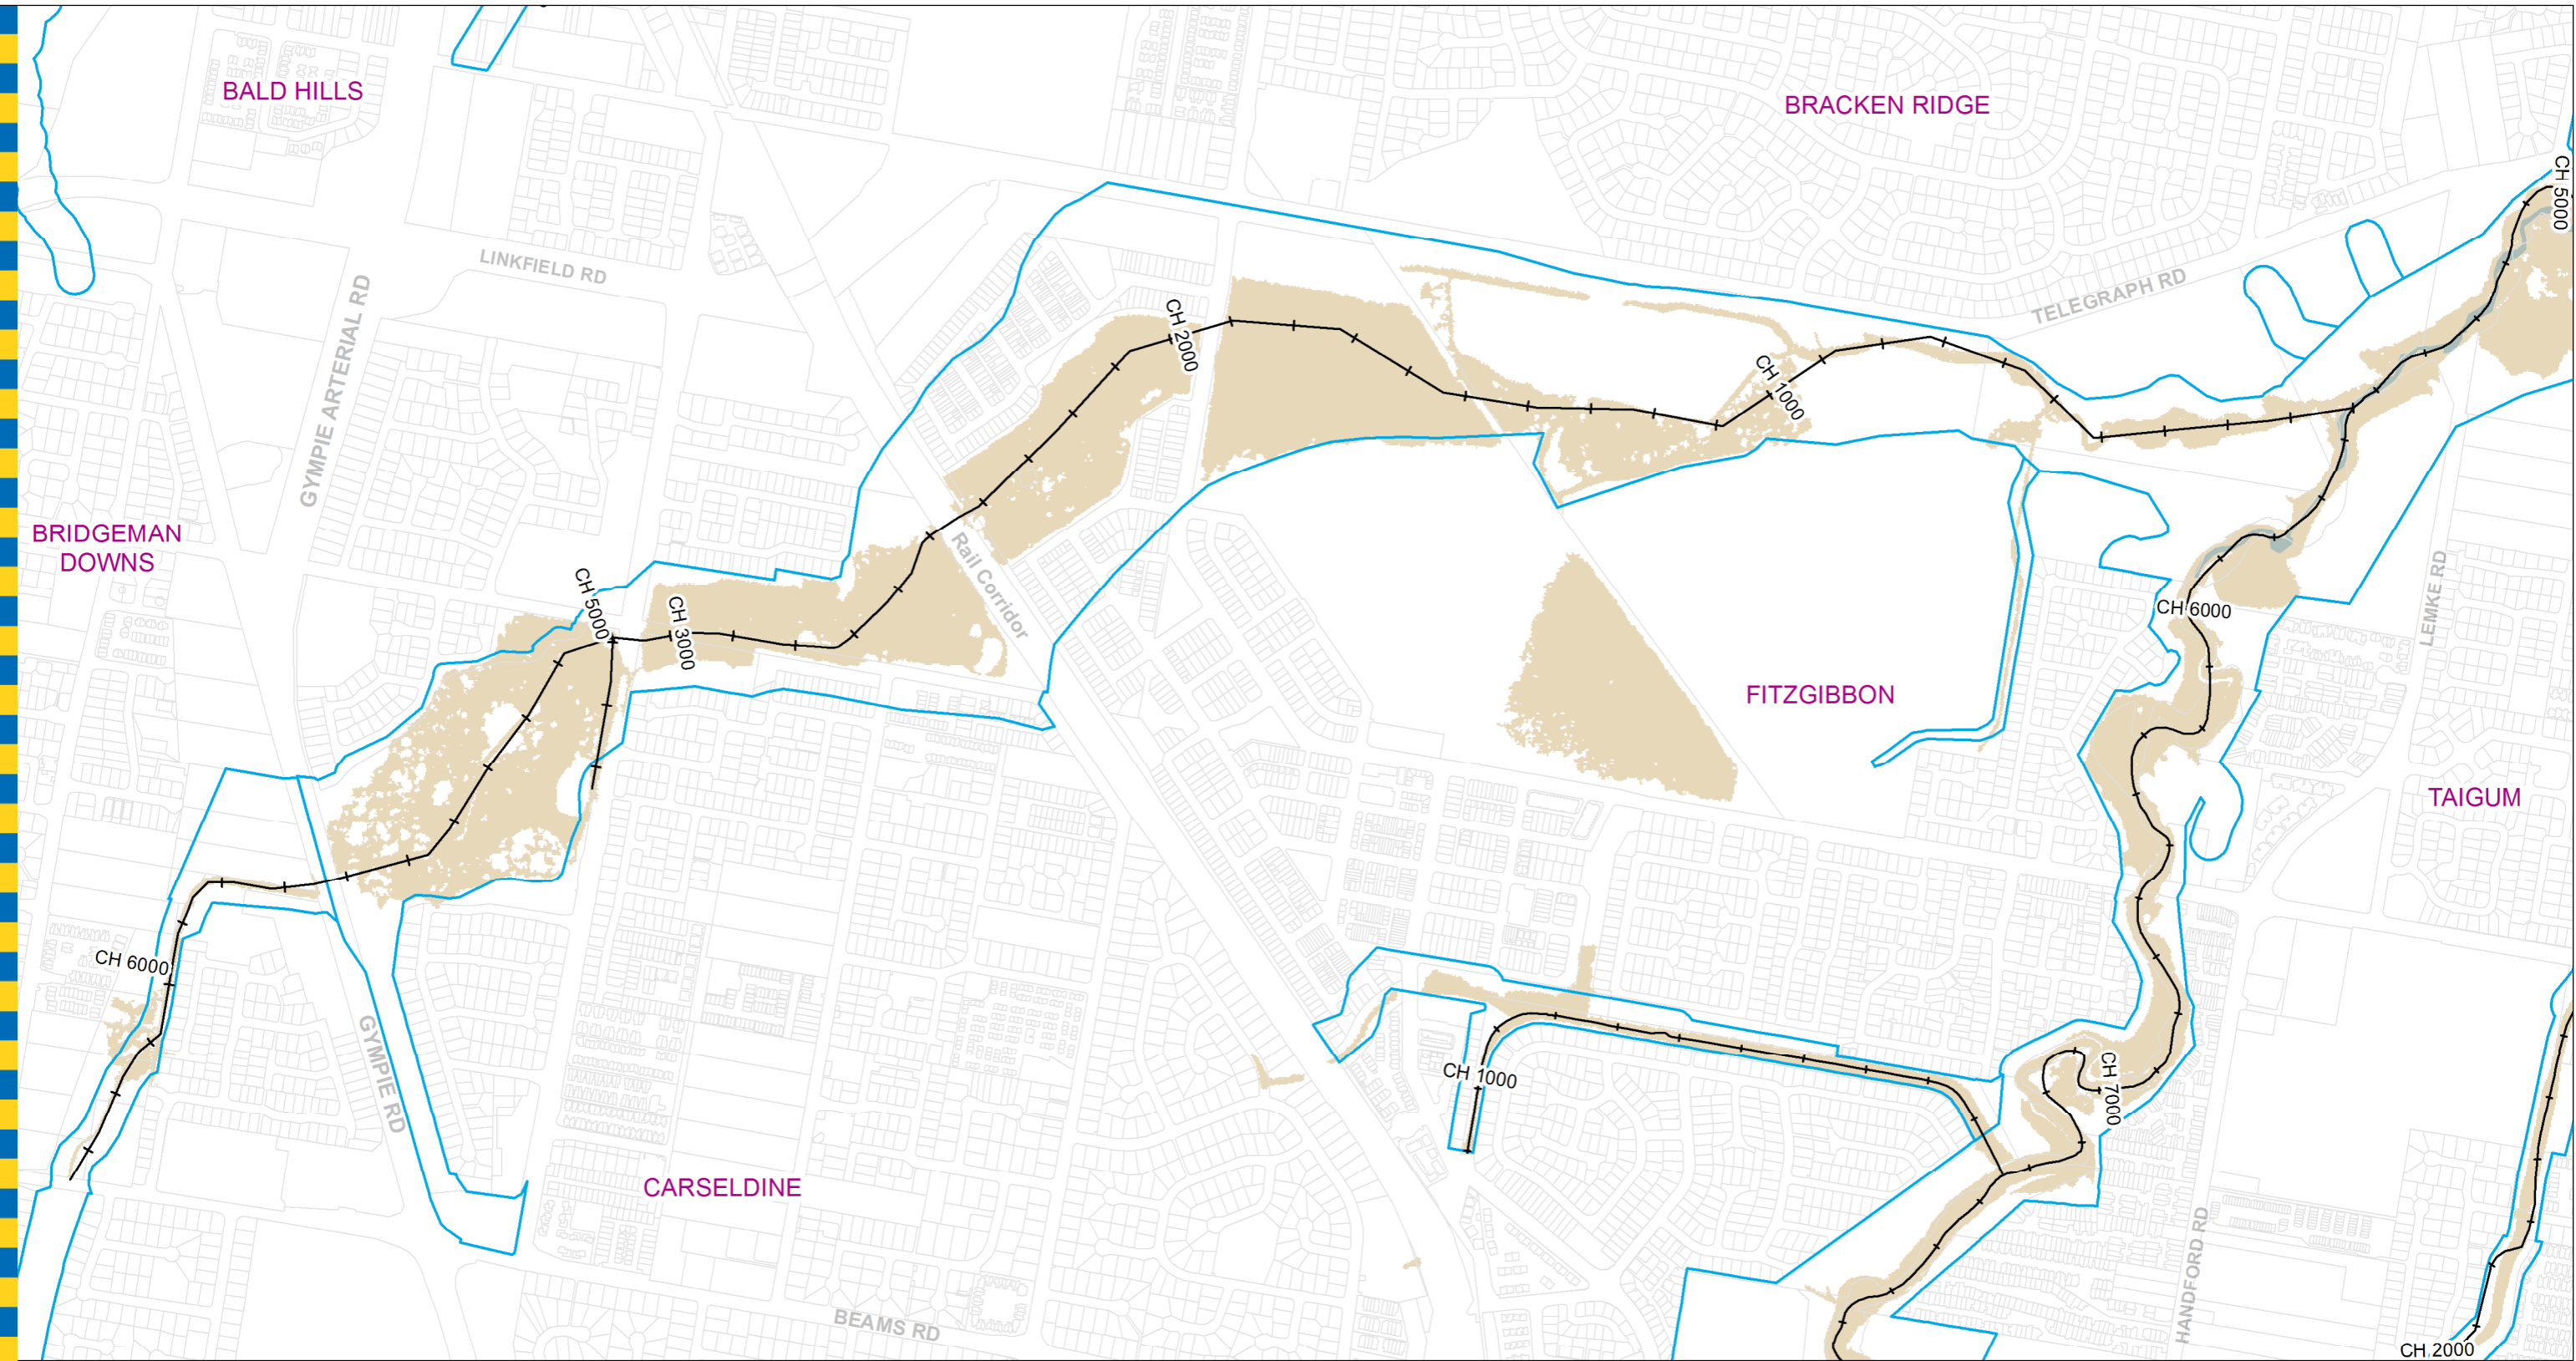 BALD HILLS
BRACKEN RIDGE
CH 5000
LINKFIELD RD
TELEGRAPH RD
GYMPIE ARTERIAL RD
CH 2000
CH 1000
BRIDGEMAN
DOWNS
Rail Corridor
CH 5000
CH 3000
LEMKE RD
CH 6000
FITZGIBBON
TAIGUM
CH 6000
GYMPIE RD
CH 1000
CH 7000
CARSELDINE
HANDFORD RD
BEAMS RD
CH 2000